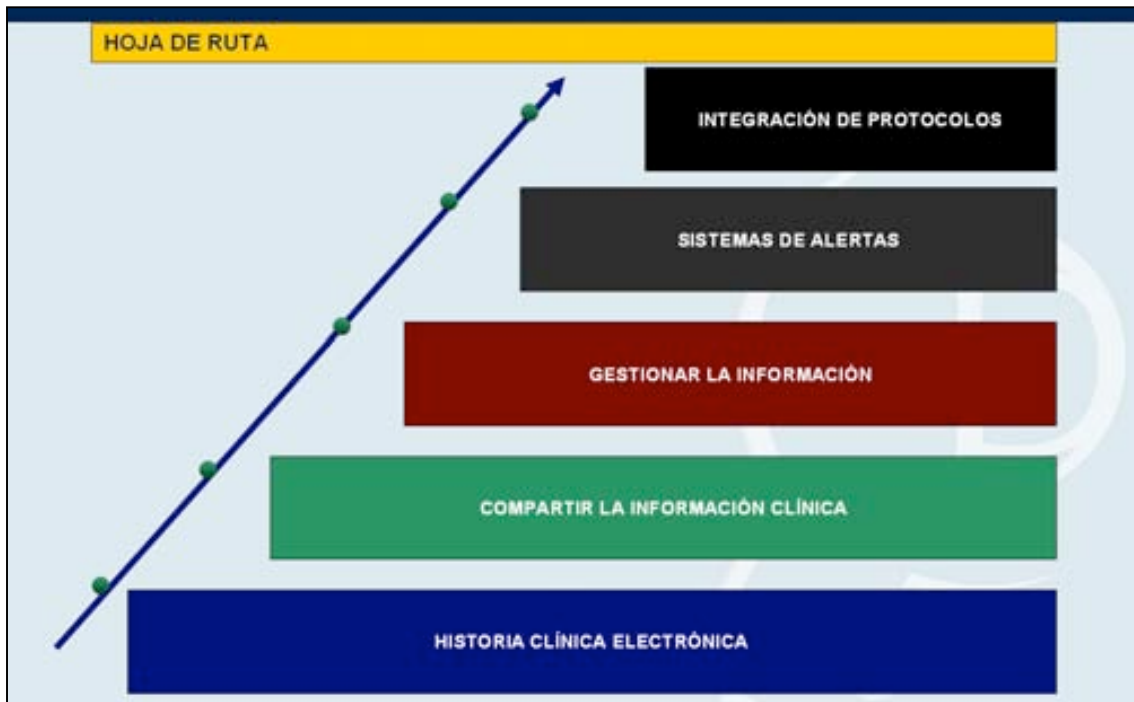 HOJA DE RUTA
INTEGRACIÓN DE PROTOCOLOS
SISTEMAS DE ALERTAS
GESTIONAR LA INFORMACIÓN
COMPARTIR LA INFORMACIÓN CLÍNICA
HISTORIA CLÍNICA ELECTRÓNICA